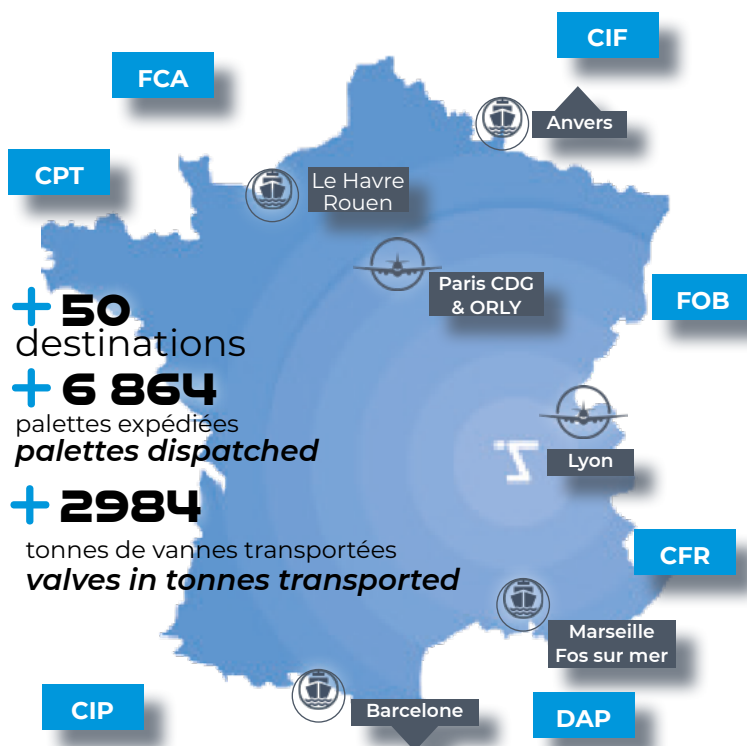 CIF
FCA
Anvers
CPT
Le Havre
Rouen
Paris CDG
& ORLY
FOB
+ 50
destinations
+ 6 864
palettes expédiées
palettes dispatched
Lyon
+ 2984
tonnes de vannes transportées
valves in tonnes transported
CFR
Marseille
Fos sur mer
CIP
Barcelone
DAP